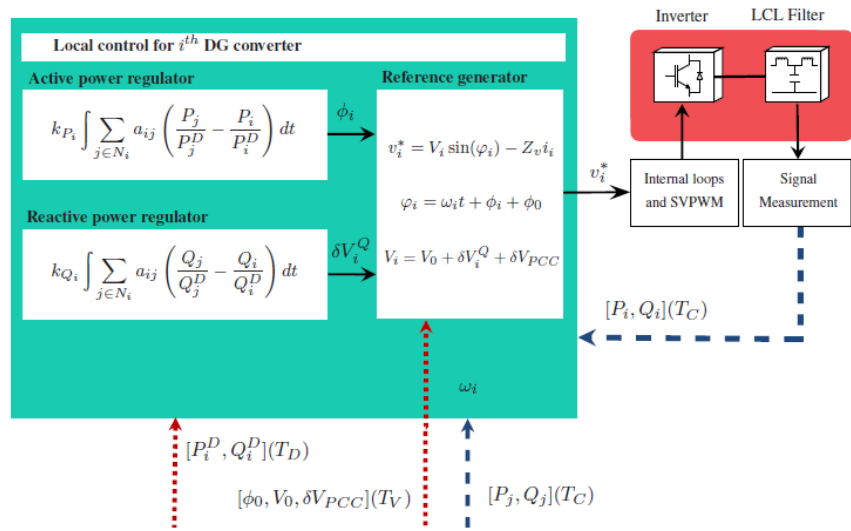 Inverter
LCL Filter
Local control for i^{th} DG converter
Active power regulator
Reference generator
k_{P_i} ∫ ∑_{j∈N_i} a_{ij} (P_j/P_j^D − P_i/P_i^D) dt
ϕ_i
v_i^* = V_i sin(φ_i) − Z_v i_i
φ_i = ω_i t + ϕ_i + ϕ_0
V_i = V_0 + δV_i^Q + δV_{PCC}
v_i^*
Internal loops
and SVPWM
Signal
Measurement
Reactive power regulator
k_{Q_i} ∫ ∑_{j∈N_i} a_{ij} (Q_j/Q_j^D − Q_i/Q_i^D) dt
δV_i^Q
[P_i, Q_i](T_C)
ω_i
[P_i^D, Q_i^D](T_D)
[ϕ_0, V_0, δV_{PCC}](T_V)
[P_j, Q_j](T_C)